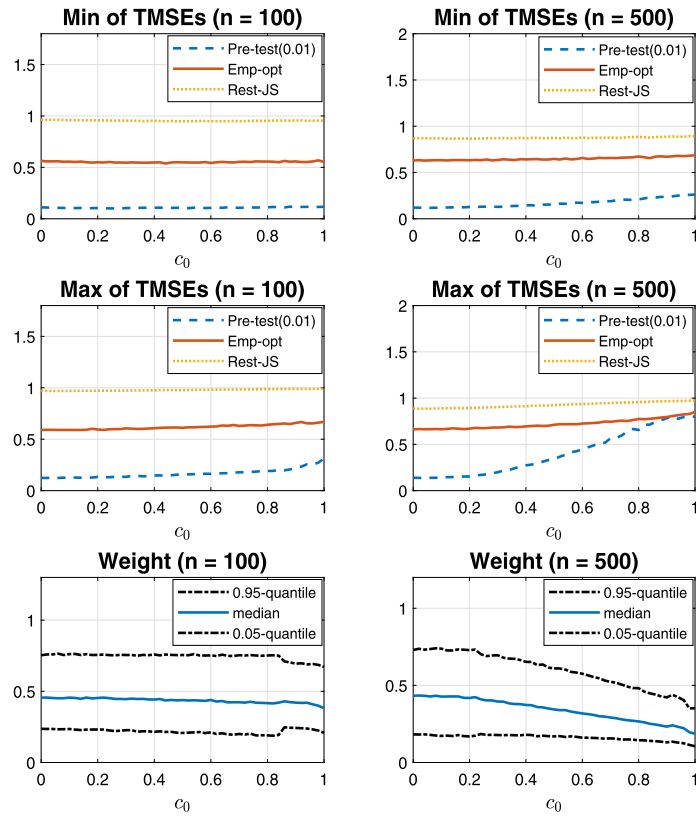 Min of TMSEs (n = 100)
1.5
1
0.5
0
Pre-test(0.01)
Emp-opt
Rest-JS
0 0.2 0.4 0.6 0.8 1
c0
Min of TMSEs (n = 500)
2
1.5
1
0.5
0
Pre-test(0.01)
Emp-opt
Rest-JS
0 0.2 0.4 0.6 0.8 1
c0
Max of TMSEs (n = 100)
1.5
1
0.5
0
Pre-test(0.01)
Emp-opt
Rest-JS
0 0.2 0.4 0.6 0.8 1
c0
Max of TMSEs (n = 500)
2
1.5
1
0.5
0
Pre-test(0.01)
Emp-opt
Rest-JS
0 0.2 0.4 0.6 0.8 1
c0
Weight (n = 100)
1
0.5
0
0.95-quantile
median
0.05-quantile
0 0.2 0.4 0.6 0.8 1
c0
Weight (n = 500)
1
0.5
0
0.95-quantile
median
0.05-quantile
0 0.2 0.4 0.6 0.8 1
c0